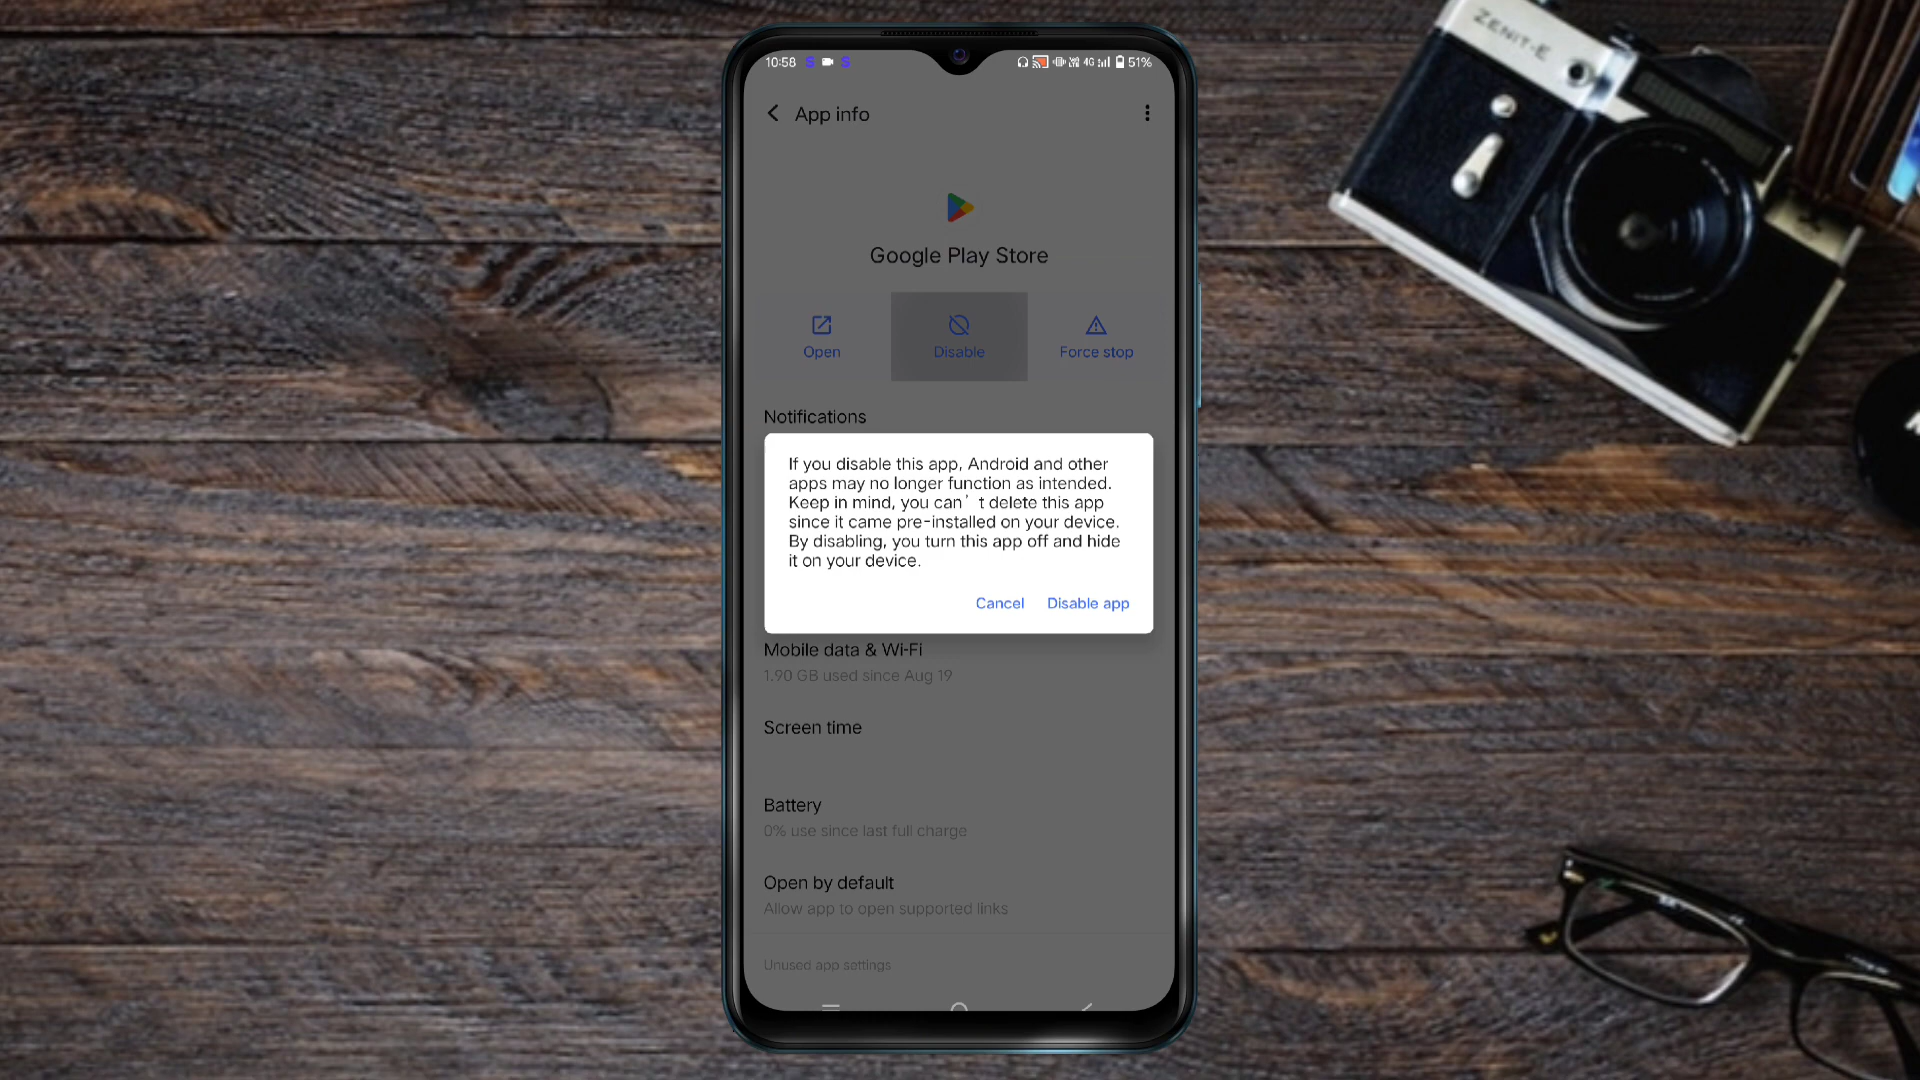 ZENIT-E
10:58 S S 4G 51%
App info
Google Play Store
Open Disable Force stop
Notifications
If you disable this app, Android and other
apps may no longer function as intended.
Keep in mind, you can’ t delete this app
since it came pre-installed on your device.
By disabling, you turn this app off and hide
it on your device.
Cancel Disable app
Mobile data & Wi-Fi
1.90 GB used since Aug 19
Screen time
Battery
0% use since last full charge
Open by default
Allow app to open supported links
Unused app settings